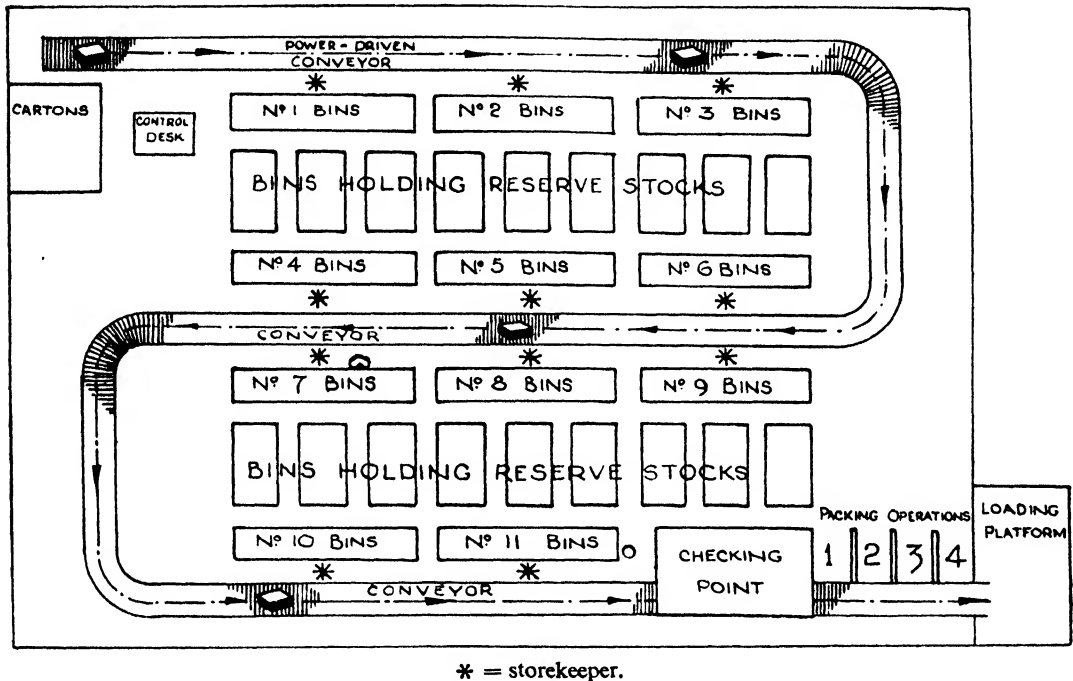 POWER-DRIVEN
CONVEYOR
CARTONS
CONTROL
DESK
Nº 1 BINS
Nº 2 BINS
Nº 3 BINS
BINS HOLDING RESERVE STOCKS
Nº 4 BINS
Nº 5 BINS
Nº 6 BINS
CONVEYOR
Nº 7 BINS
Nº 8 BINS
Nº 9 BINS
BINS HOLDING RESERVE STOCKS
PACKING OPERATIONS
1 2 3 4
LOADING
PLATFORM
Nº 10 BINS
Nº 11 BINS
CHECKING
POINT
CONVEYOR
* = storekeeper.